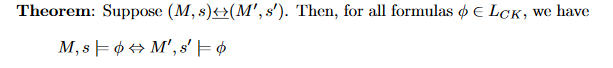 Theorem: Suppose (M, s)↔(M′, s′). Then, for all formulas ϕ ∈ L_CK, we have
M, s ⊨ ϕ ⇔ M′, s′ ⊨ ϕ